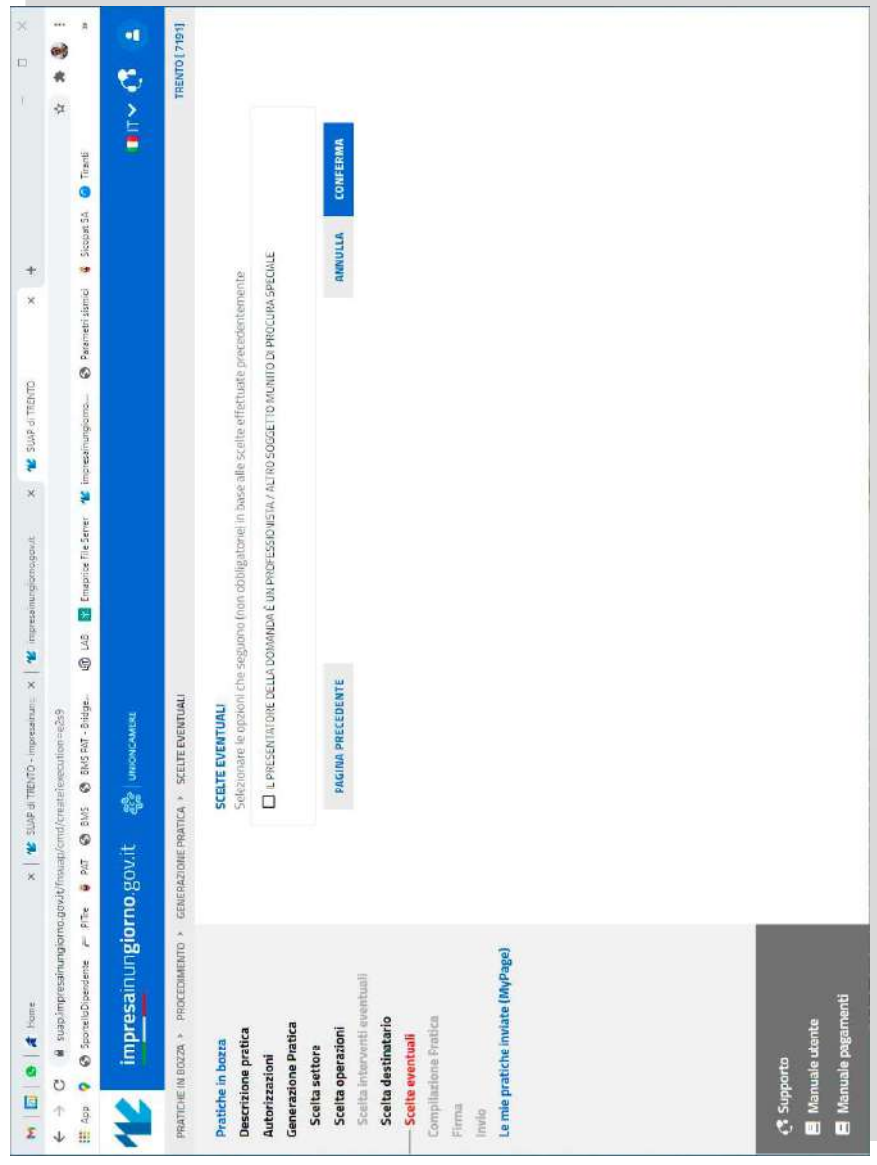 Home
SUAP di TRENTO - impresainun
impresainungiorno.gov.it
SUAP di TRENTO
suap.impresainungiorno.gov.it/fnsuap/cmd/create?execution=e2s9
App
SportelloDipendente
PiTre
PAT
BMS
BMS PAT - Bridge...
LAB
Emaprice File Server
impresainungiorno....
Parametri sismici
Sicopat SA
Tiranti
impresainungiorno.gov.it
UNIONCAMERE
IT
PRATICHE IN BOZZA > PROCEDIMENTO > GENERAZIONE PRATICA > SCELTE EVENTUALI
TRENTO [ 7191]
Pratiche in bozza
Descrizione pratica
Autorizzazioni
Generazione Pratica
Scelta settore
Scelta operazioni
Scelta interventi eventuali
Scelta destinatario
Scelte eventuali
Compilazione Pratica
Firma
Invio
Le mie pratiche inviate (MyPage)
SCELTE EVENTUALI
Selezionare le opzioni che seguono (non obbligatorie) in base alle scelte effettuate precedentemente
IL PRESENTATORE DELLA DOMANDA È UN PROFESSIONISTA / ALTRO SOGGETTO MUNITO DI PROCURA SPECIALE
PAGINA PRECEDENTE
ANNULLA
CONFERMA
Supporto
Manuale utente
Manuale pagamenti